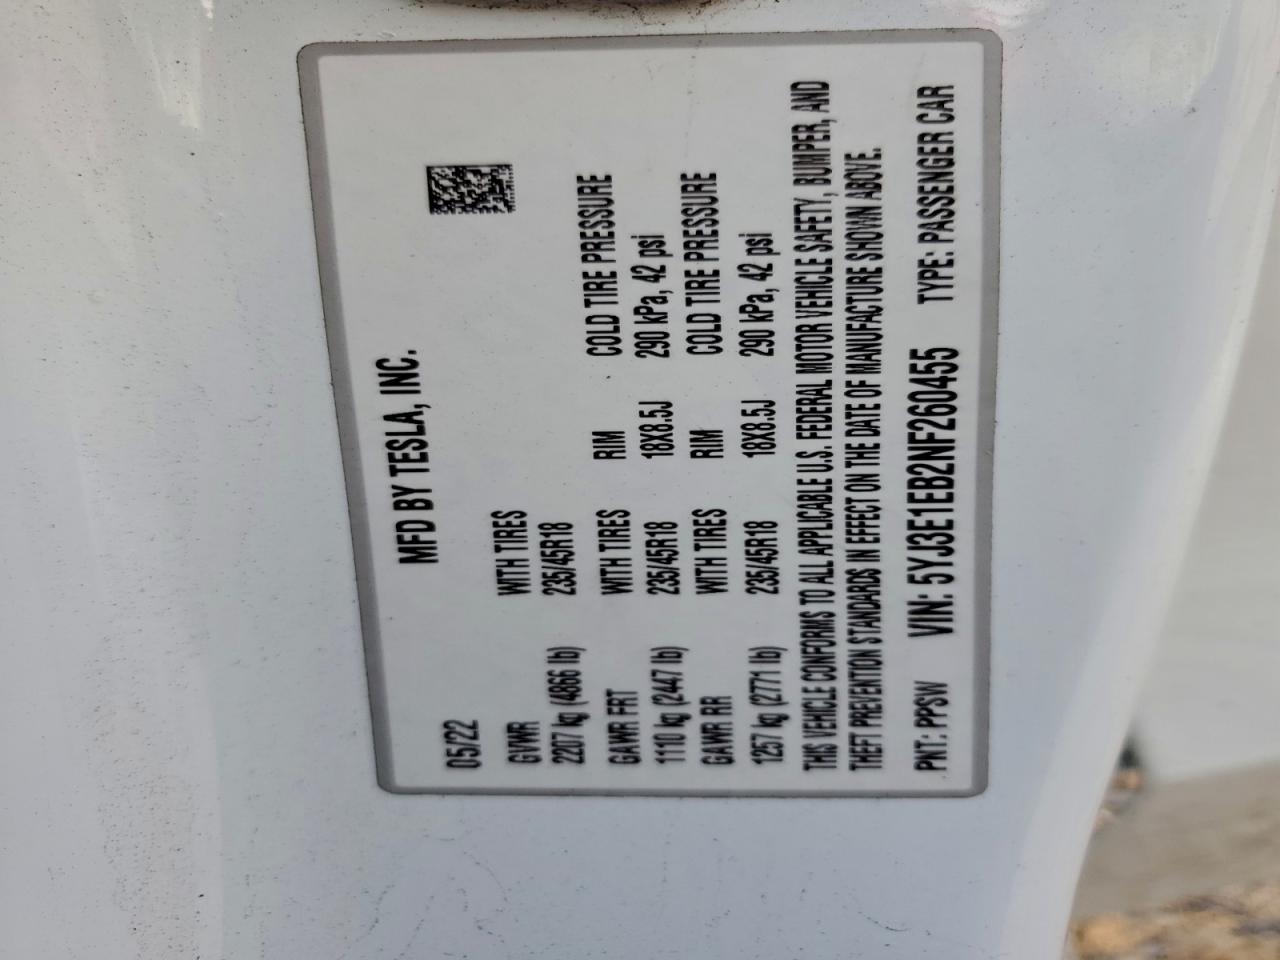 MFD BY TESLA, INC.
05/22
GVWR WITH TIRES
2207 kg (4866 lb) 235/45R18
GAWR FRT WITH TIRES RIM COLD TIRE PRESSURE
1110 kg (2447 lb) 235/45R18 18X8.5J 290 kPa, 42 psi
GAWR RR WITH TIRES RIM COLD TIRE PRESSURE
1257 kg (2771 lb) 235/45R18 18X8.5J 290 kPa, 42 psi
THIS VEHICLE CONFORMS TO ALL APPLICABLE U.S. FEDERAL MOTOR VEHICLE SAFETY, BUMPER, AND
THEFT PREVENTION STANDARDS IN EFFECT ON THE DATE OF MANUFACTURE SHOWN ABOVE.
PNT: PPSW VIN: 5YJ3E1EB2NF260455 TYPE: PASSENGER CAR